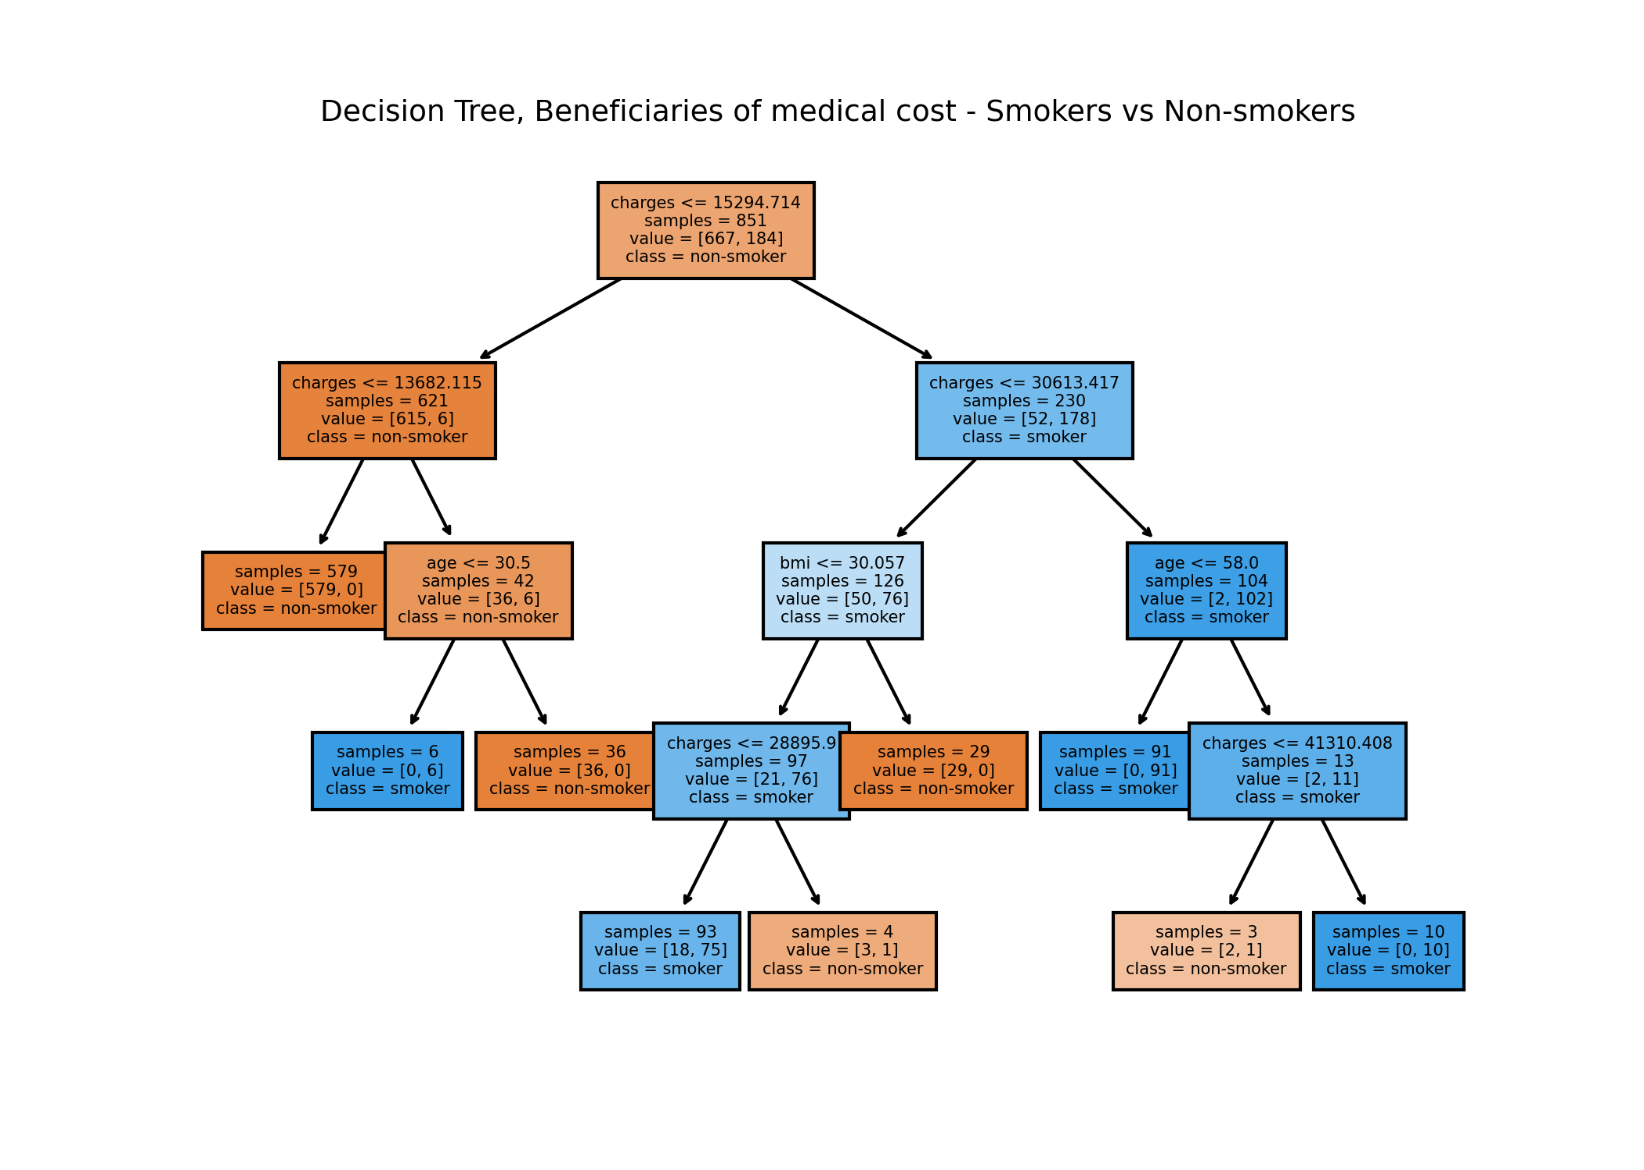 Decision Tree, Beneficiaries of medical cost - Smokers vs Non-smokers
charges <= 15294.714
samples = 851
value = [667, 184]
class = non-smoker
charges <= 13682.115
samples = 621
value = [615, 6]
class = non-smoker
charges <= 30613.417
samples = 230
value = [52, 178]
class = smoker
samples = 579
value = [579, 0]
class = non-smoker
age <= 30.5
samples = 42
value = [36, 6]
class = non-smoker
bmi <= 30.057
samples = 126
value = [50, 76]
class = smoker
age <= 58.0
samples = 104
value = [2, 102]
class = smoker
samples = 6
value = [0, 6]
class = smoker
samples = 36
value = [36, 0]
class = non-smoker
charges <= 28895.9
samples = 97
value = [21, 76]
class = smoker
samples = 29
value = [29, 0]
class = non-smoker
samples = 91
value = [0, 91]
class = smoker
charges <= 41310.408
samples = 13
value = [2, 11]
class = smoker
samples = 93
value = [18, 75]
class = smoker
samples = 4
value = [3, 1]
class = non-smoker
samples = 3
value = [2, 1]
class = non-smoker
samples = 10
value = [0, 10]
class = smoker